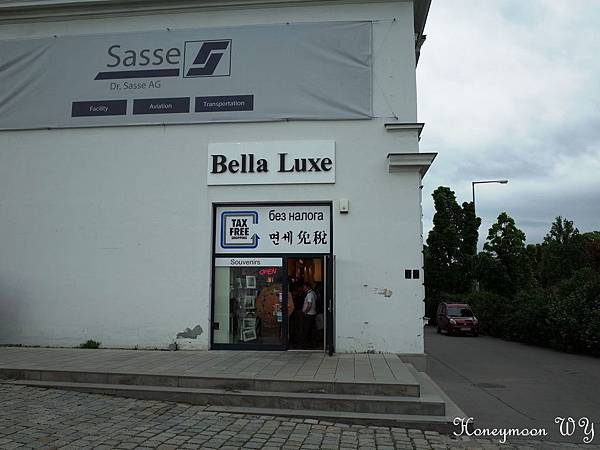 Sasse
Dr. Sasse AG
Facility
Aviation
Transportation
Bella Luxe
TAX
FREE
SHOPPING
без налога
면세 免稅
Souvenirs
OPEN
Honeymoon WY